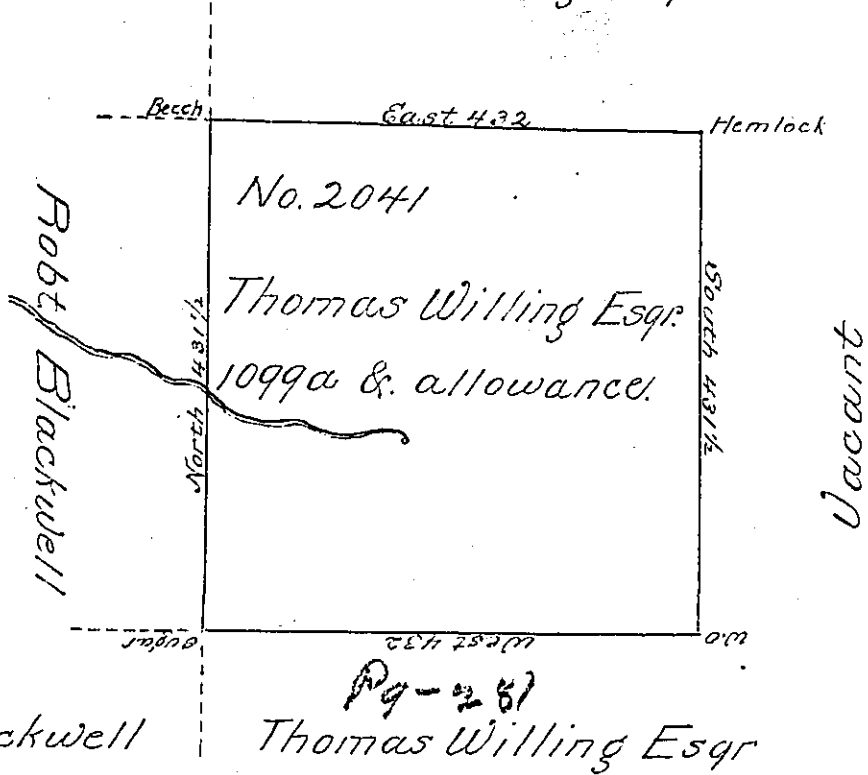 Beech
East 432
Hemlock
No. 2041
Thomas Willing Esqr.
1099a & allowance.
North 431½
South 431½
Robt Blackwell
Vacant
Sugar
West 432
W.O
Pg-281
ckwell
Thomas Willing Esqr